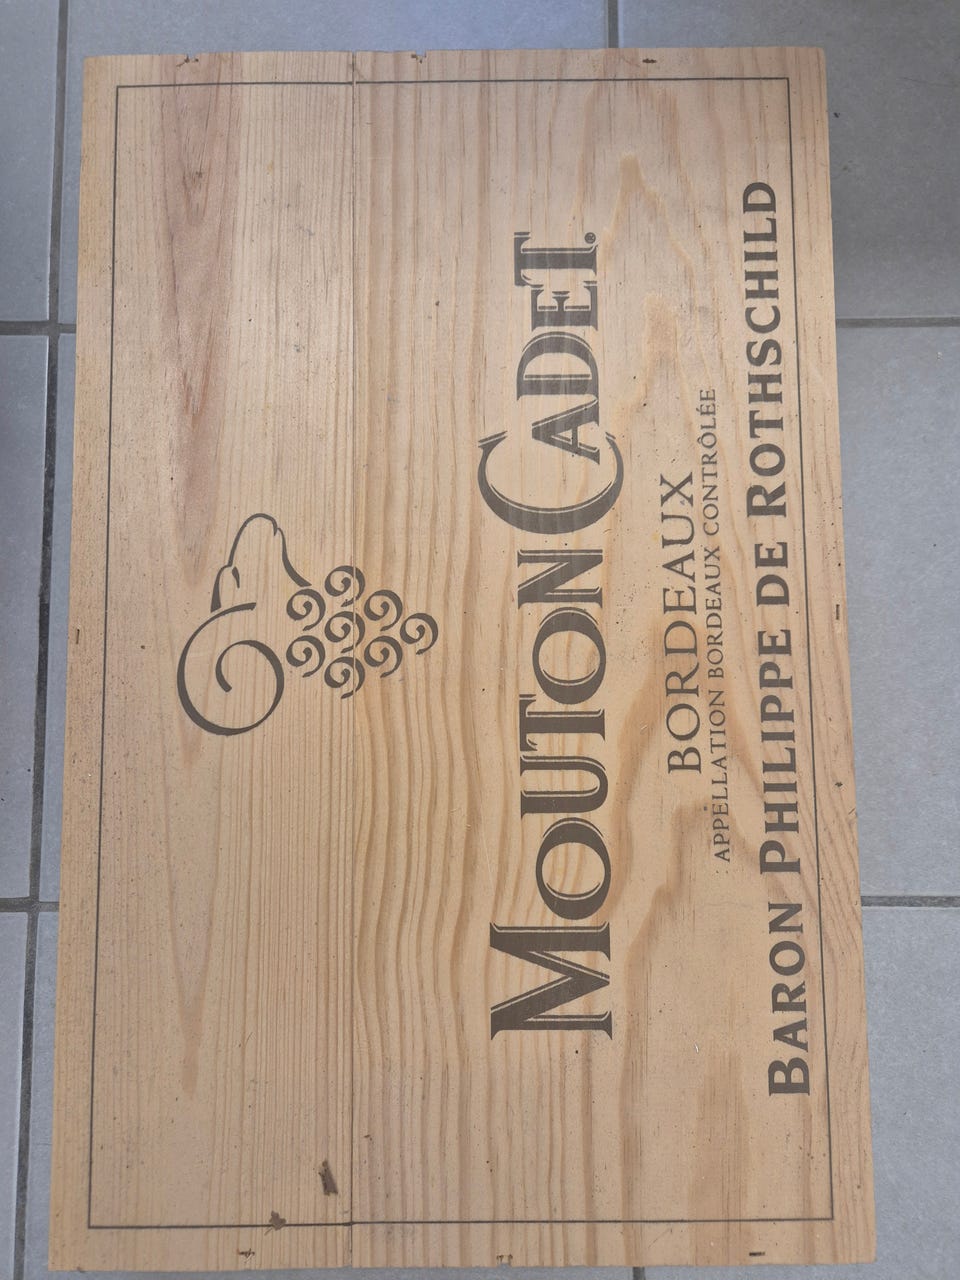 MOUTON CADET®
BORDEAUX
APPELLATION BORDEAUX CONTRÔLÉE
BARON PHILIPPE DE ROTHSCHILD